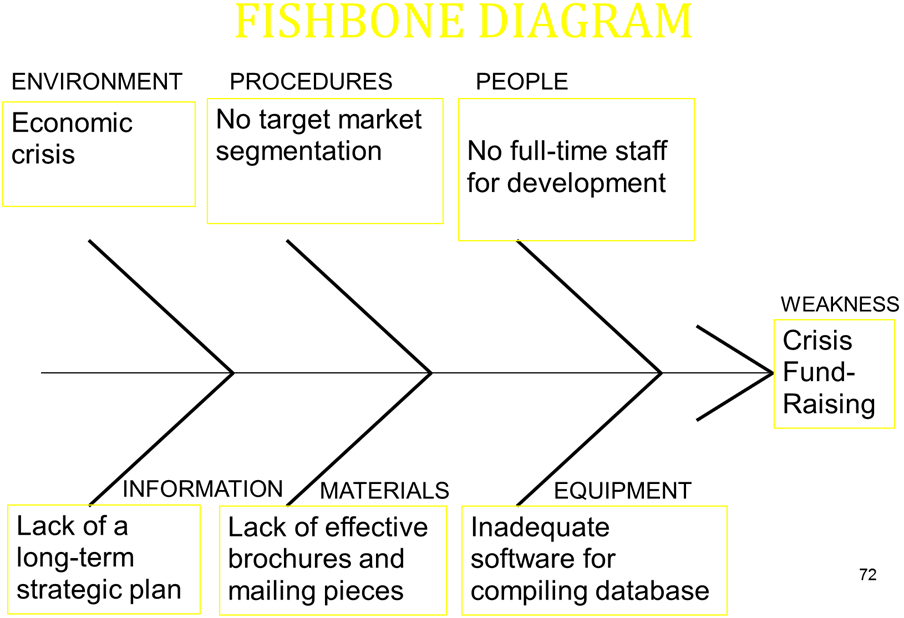 FISHBONE DIAGRAM
ENVIRONMENT
PROCEDURES
PEOPLE
Economic
crisis
No target market
segmentation
No full-time staff
for development
WEAKNESS
Crisis
Fund-
Raising
INFORMATION
MATERIALS
EQUIPMENT
Lack of a
long-term
strategic plan
Lack of effective
brochures and
mailing pieces
Inadequate
software for
compiling database
72